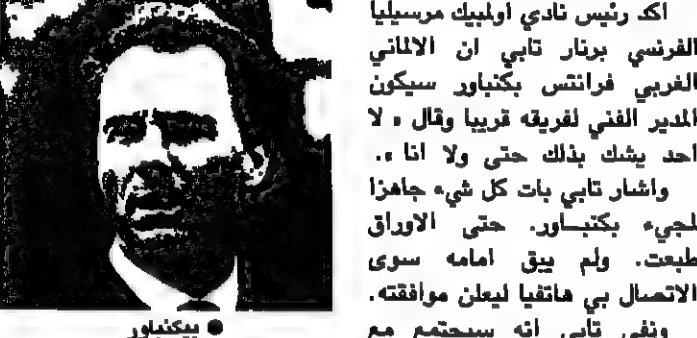 اكد رئيس نادي اولمبيك مرسيليا
الفرنسي برنار تابي ان الالماني
الغربي فرانتس بكنباور سيكون
المدير الفني لفريقه قريبا وقال « لا
احد يشك بذلك حتى ولا انا ».
واشار تابي بات كل شيء جاهزا
لمجيء بكنبـاور. حتى الاوراق
طبعت. ولم يبق امامه سوى
الاتصال بي هاتفيا ليعلن موافقته.
ونفى تابي انه سيجتمع مع
● بيكنباور